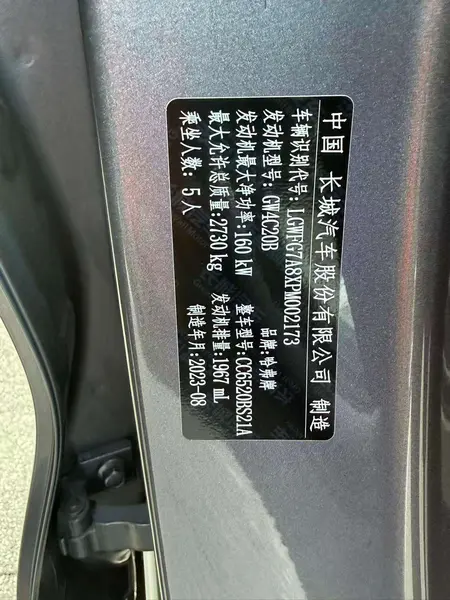 中国 长城汽车股份有限公司 制造
品牌:哈弗牌
车辆识别代号:LGWFG7A8XPM002173
发动机型号:GW4C20B 整车型号:CC6520BS21A
发动机最大净功率:160 kW 发动机排量:1967 mL
最大允许总质量:2730 kg 制造年月:2023-08
乘坐人数:5人